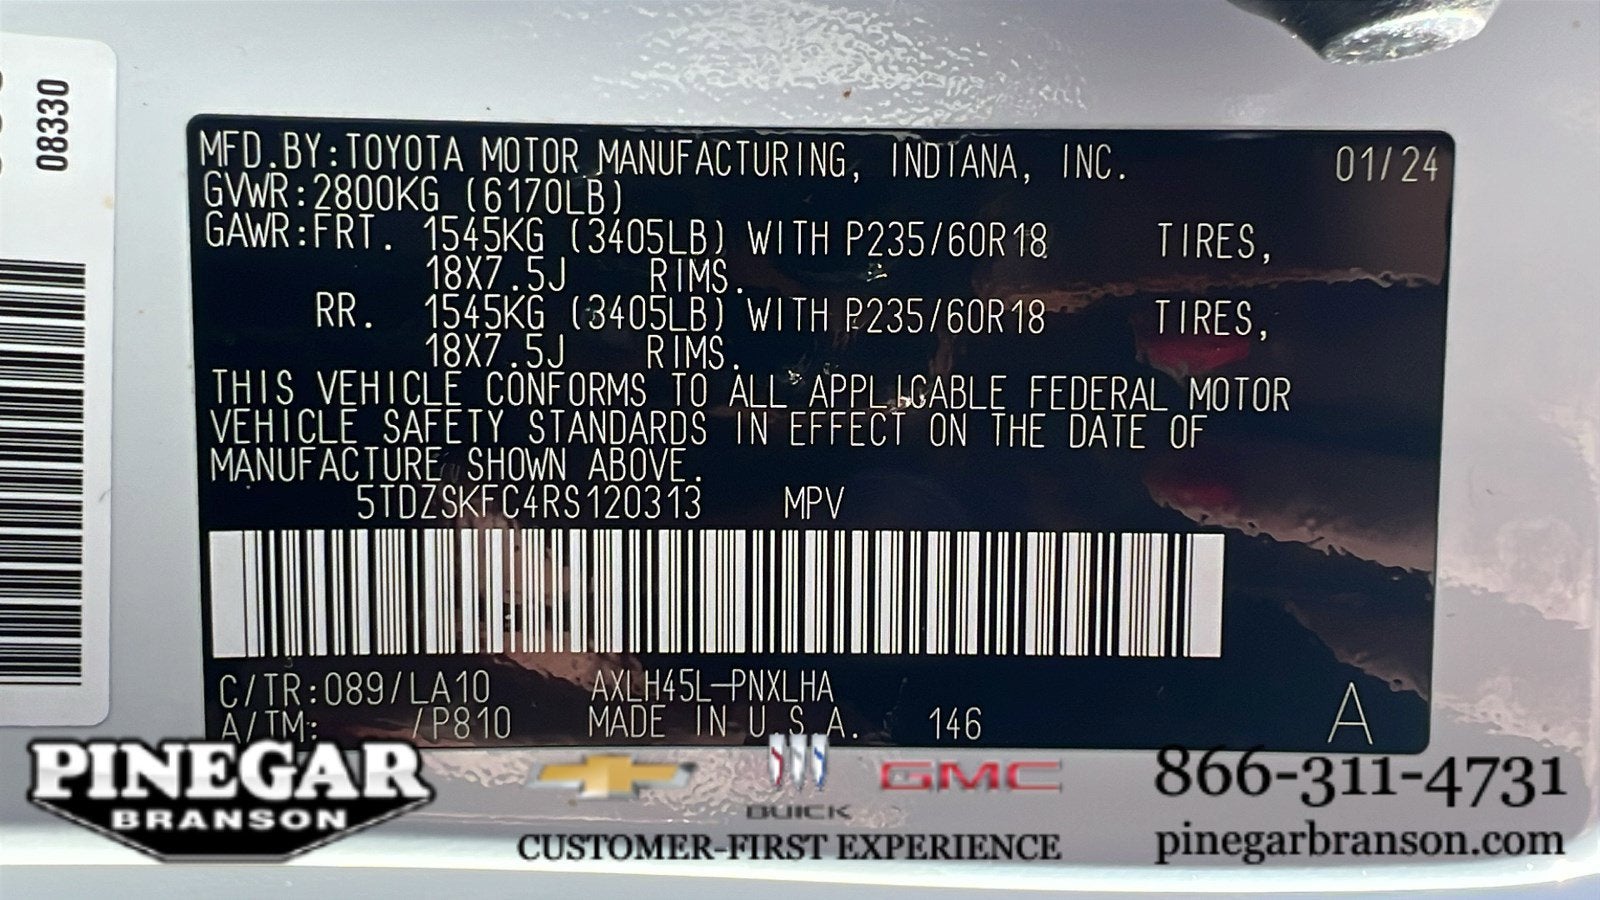 08330
MFD.BY:TOYOTA MOTOR MANUFACTURING, INDIANA, INC. 01/24
GVWR:2800KG (6170LB)
GAWR:FRT. 1545KG (3405LB) WITH P235/60R18 TIRES,
18X7.5J RIMS.
RR. 1545KG (3405LB) WITH P235/60R18 TIRES,
18X7.5J RIMS.
THIS VEHICLE CONFORMS TO ALL APPLICABLE FEDERAL MOTOR
VEHICLE SAFETY STANDARDS IN EFFECT ON THE DATE OF
MANUFACTURE SHOWN ABOVE.
5TDZSKFC4RS120313 MPV
C/TR:089/LA10 AXLH45L-PNXLHA
A/TM: /P810 MADE IN U.S.A. 146 A
PINEGAR
BRANSON
BUICK
GMC
CUSTOMER-FIRST EXPERIENCE
866-311-4731
pinegarbranson.com